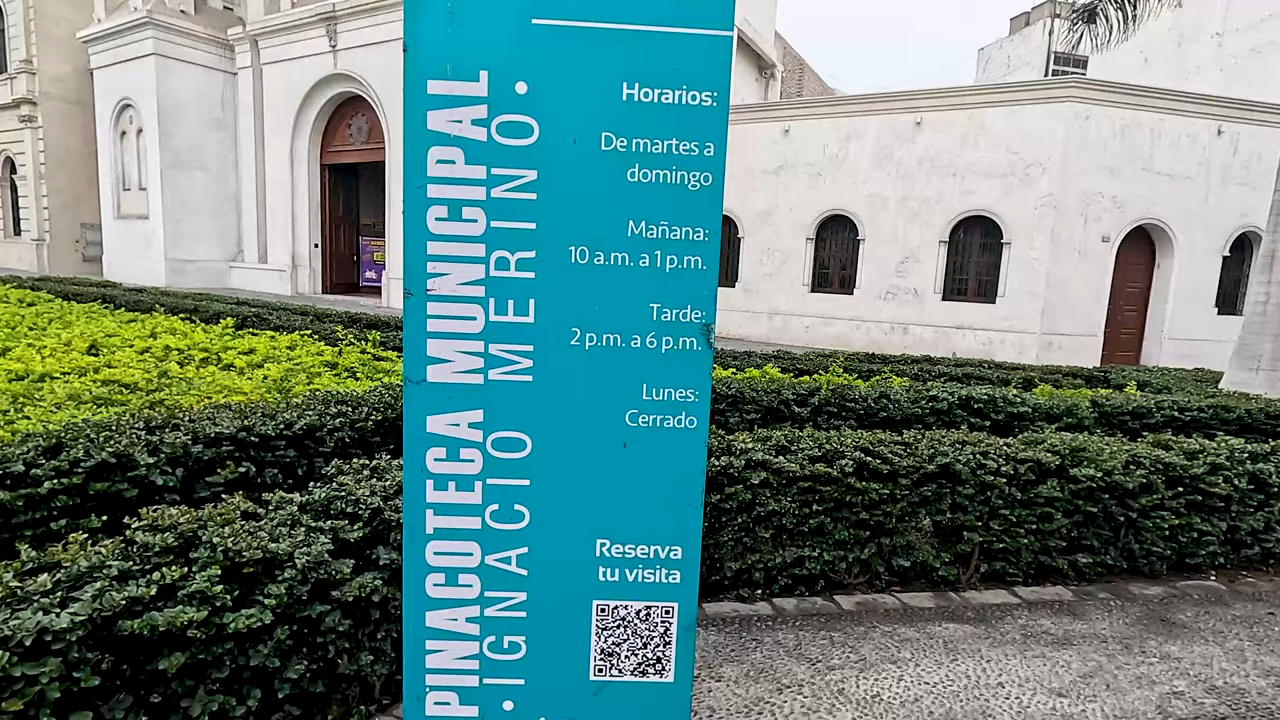 PINACOTECA MUNICIPAL
• IGNACIO MERINO •
Horarios:
De martes a
domingo
Mañana:
10 a.m. a 1 p.m.
Tarde:
2 p.m. a 6 p.m.
Lunes:
Cerrado
Reserva
tu visita